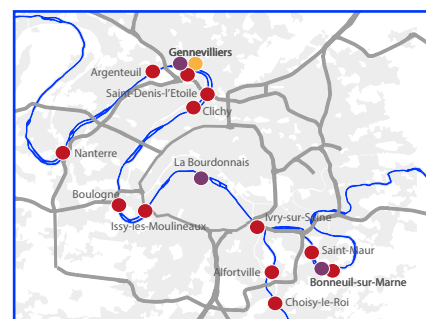 Gennevilliers
Argenteuil
Saint-Denis-l'Etoile
Clichy
Nanterre
La Bourdonnais
Boulogne
Issy-les-Moulineaux
Ivry-sur-Seine
Saint-Maur
Alfortville
Bonneuil-sur-Marne
Choisy-le-Roi